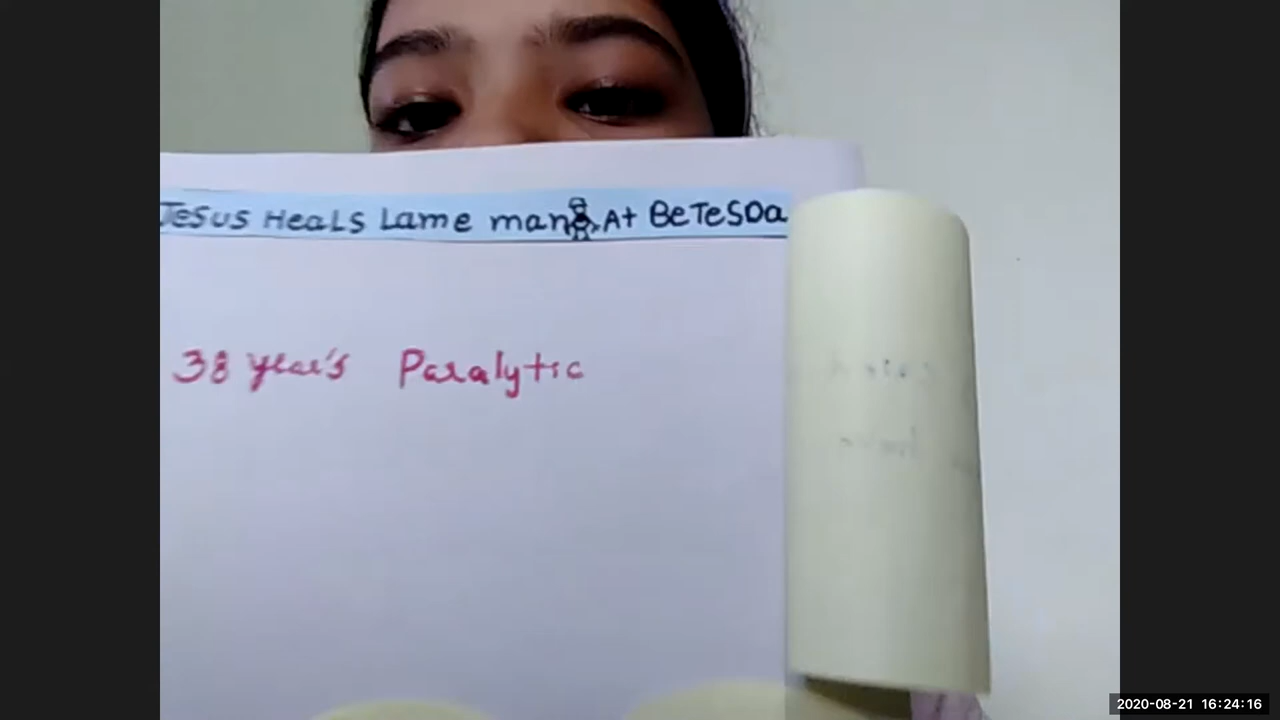 Jesus Heals Lame man At BeTeSDa
38 year's Paralytic
2020-08-21 16:24:16